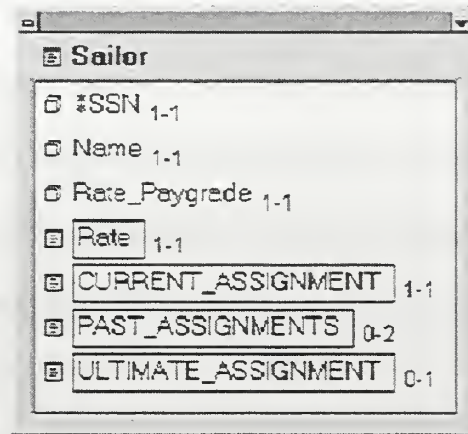 Sailor
*SSN 1-1
Name 1-1
Rate_Paygrade 1-1
Rate 1-1
CURRENT_ASSIGNMENT 1-1
PAST_ASSIGNMENTS 0-2
ULTIMATE_ASSIGNMENT 0-1